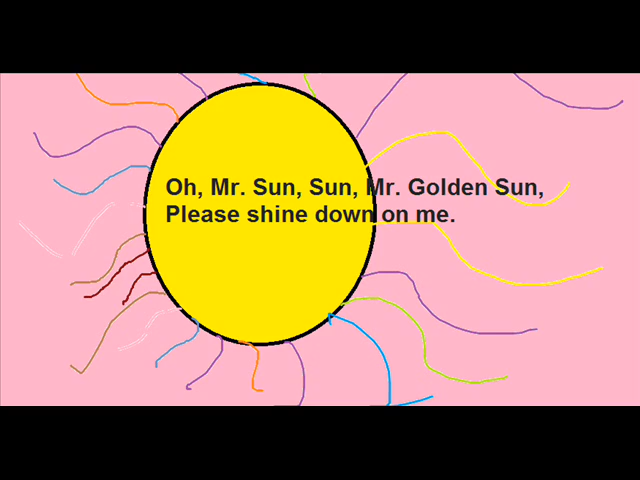 Oh, Mr. Sun, Sun, Mr. Golden Sun,
Please shine down on me.